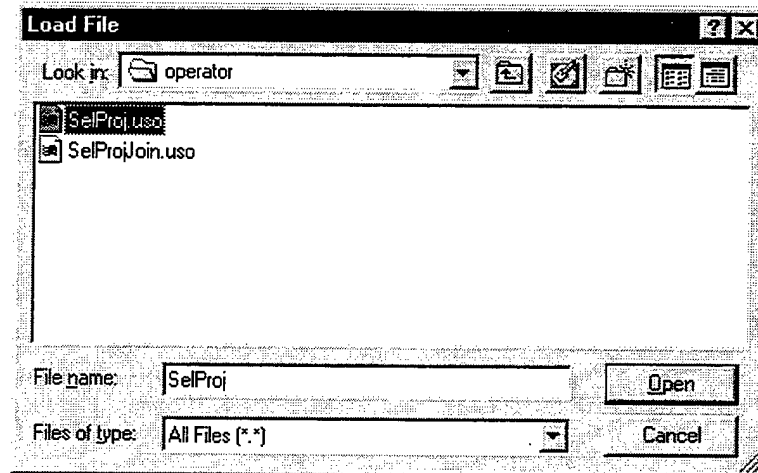 Load File
Look in: operator
SelProj.uso
SelProjJoin.uso
File name: SelProj Open
Files of type: All Files (*.*) Cancel